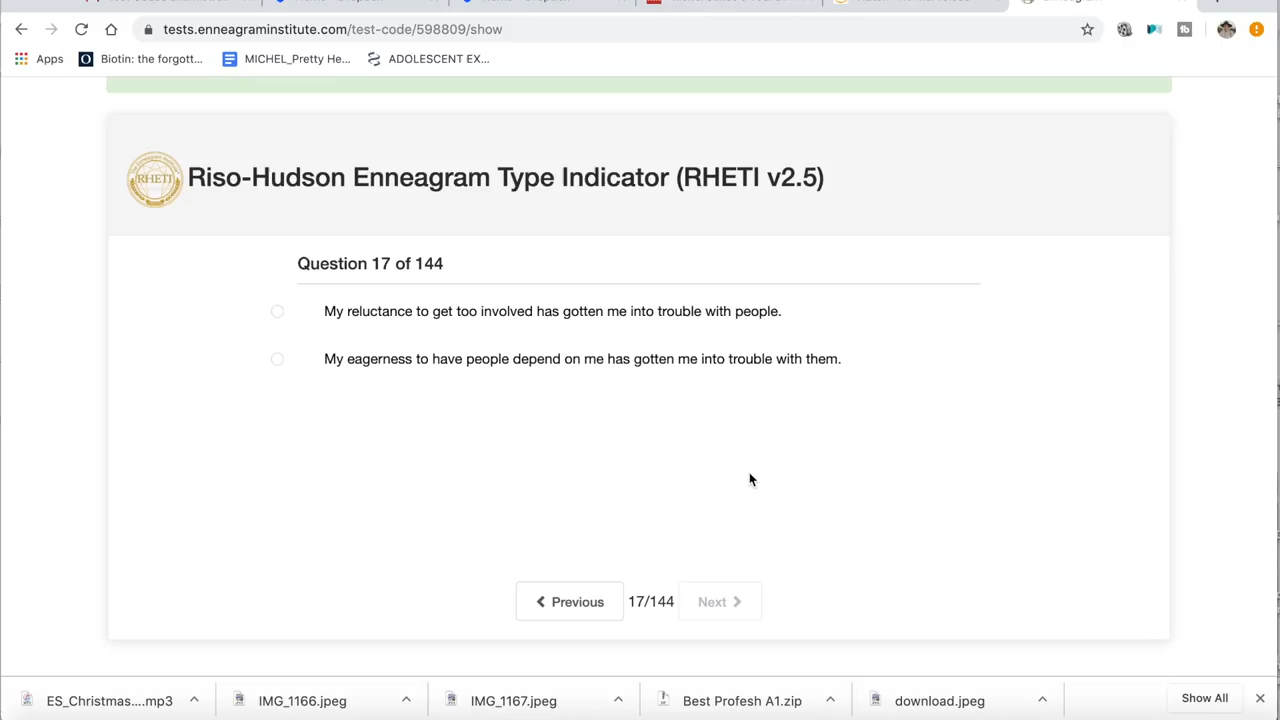 tests.enneagraminstitute.com/test-code/598809/show
Apps
Biotin: the forgott...
MICHEL_Pretty He...
ADOLESCENT EX...
RHETI
Riso-Hudson Enneagram Type Indicator (RHETI v2.5)
Question 17 of 144
My reluctance to get too involved has gotten me into trouble with people.
My eagerness to have people depend on me has gotten me into trouble with them.
Previous 17/144 Next
ES_Christmas....mp3
IMG_1166.jpeg
IMG_1167.jpeg
Best Profesh A1.zip
download.jpeg
Show All